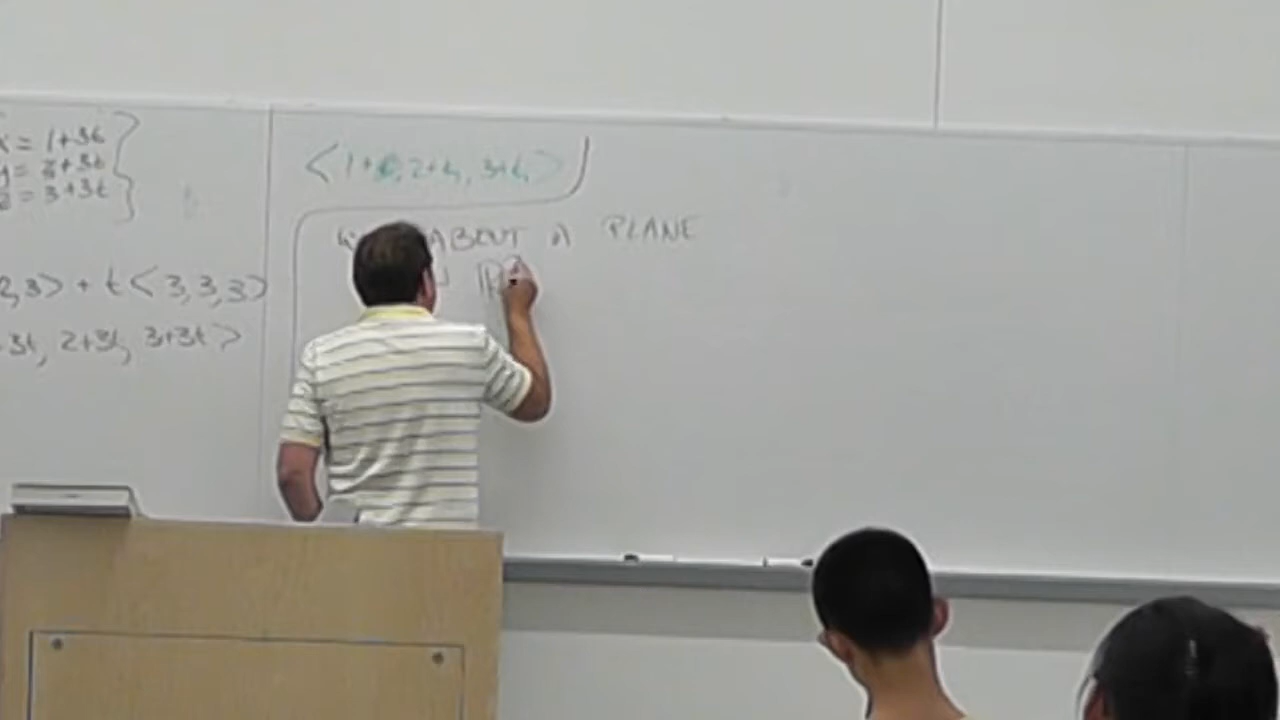 x = 1+3t
y = 2+3t
z = 3+3t
2,3> + t<3,3,3>
3t, 2+3t, 3+3t>
<1+t, 2+t, 3+t>
ABOUT A PLANE